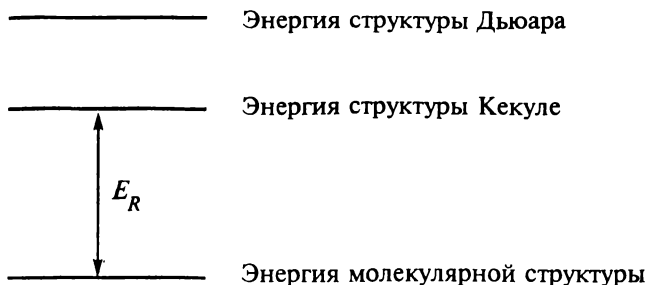 Энергия структуры Дьюара
Энергия структуры Кекуле
E_R
Энергия молекулярной структуры